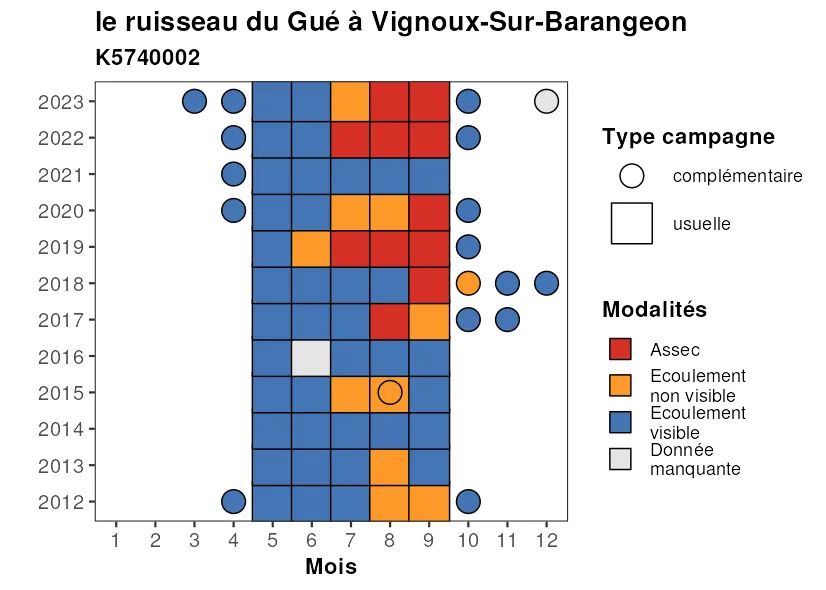 le ruisseau du Gué à Vignoux-Sur-Barangeon
K5740002
2023
2022
2021
2020
2019
2018
2017
2016
2015
2014
2013
2012
1 2 3 4 5 6 7 8 9 10 11 12
Mois
Type campagne
complémentaire
usuelle
Modalités
Assec
Ecoulement
non visible
Ecoulement
visible
Donnée
manquante